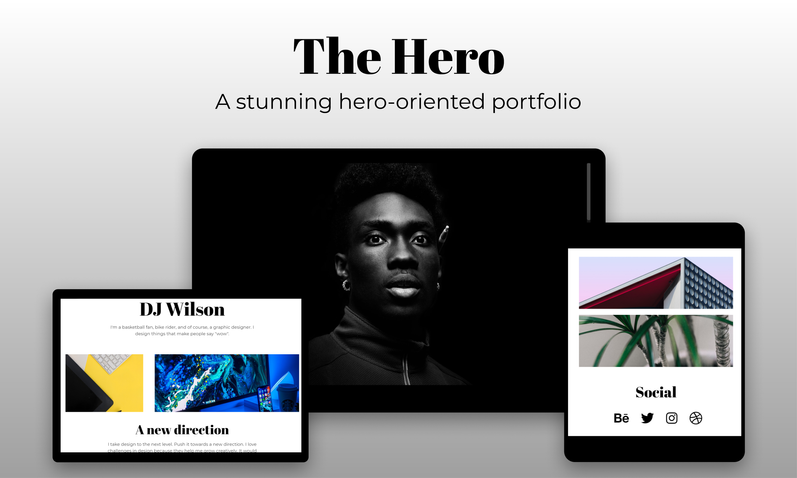 The Hero
A stunning hero-oriented portfolio
DJ Wilson
I'm a basketball fan, bike rider, and of course, a graphic designer. I
design things that make people say "wow".
A new direction
I take design to the next level. Push it towards a new direction. I love
challenges in design because they help me grow creatively. It would
Social
Bē